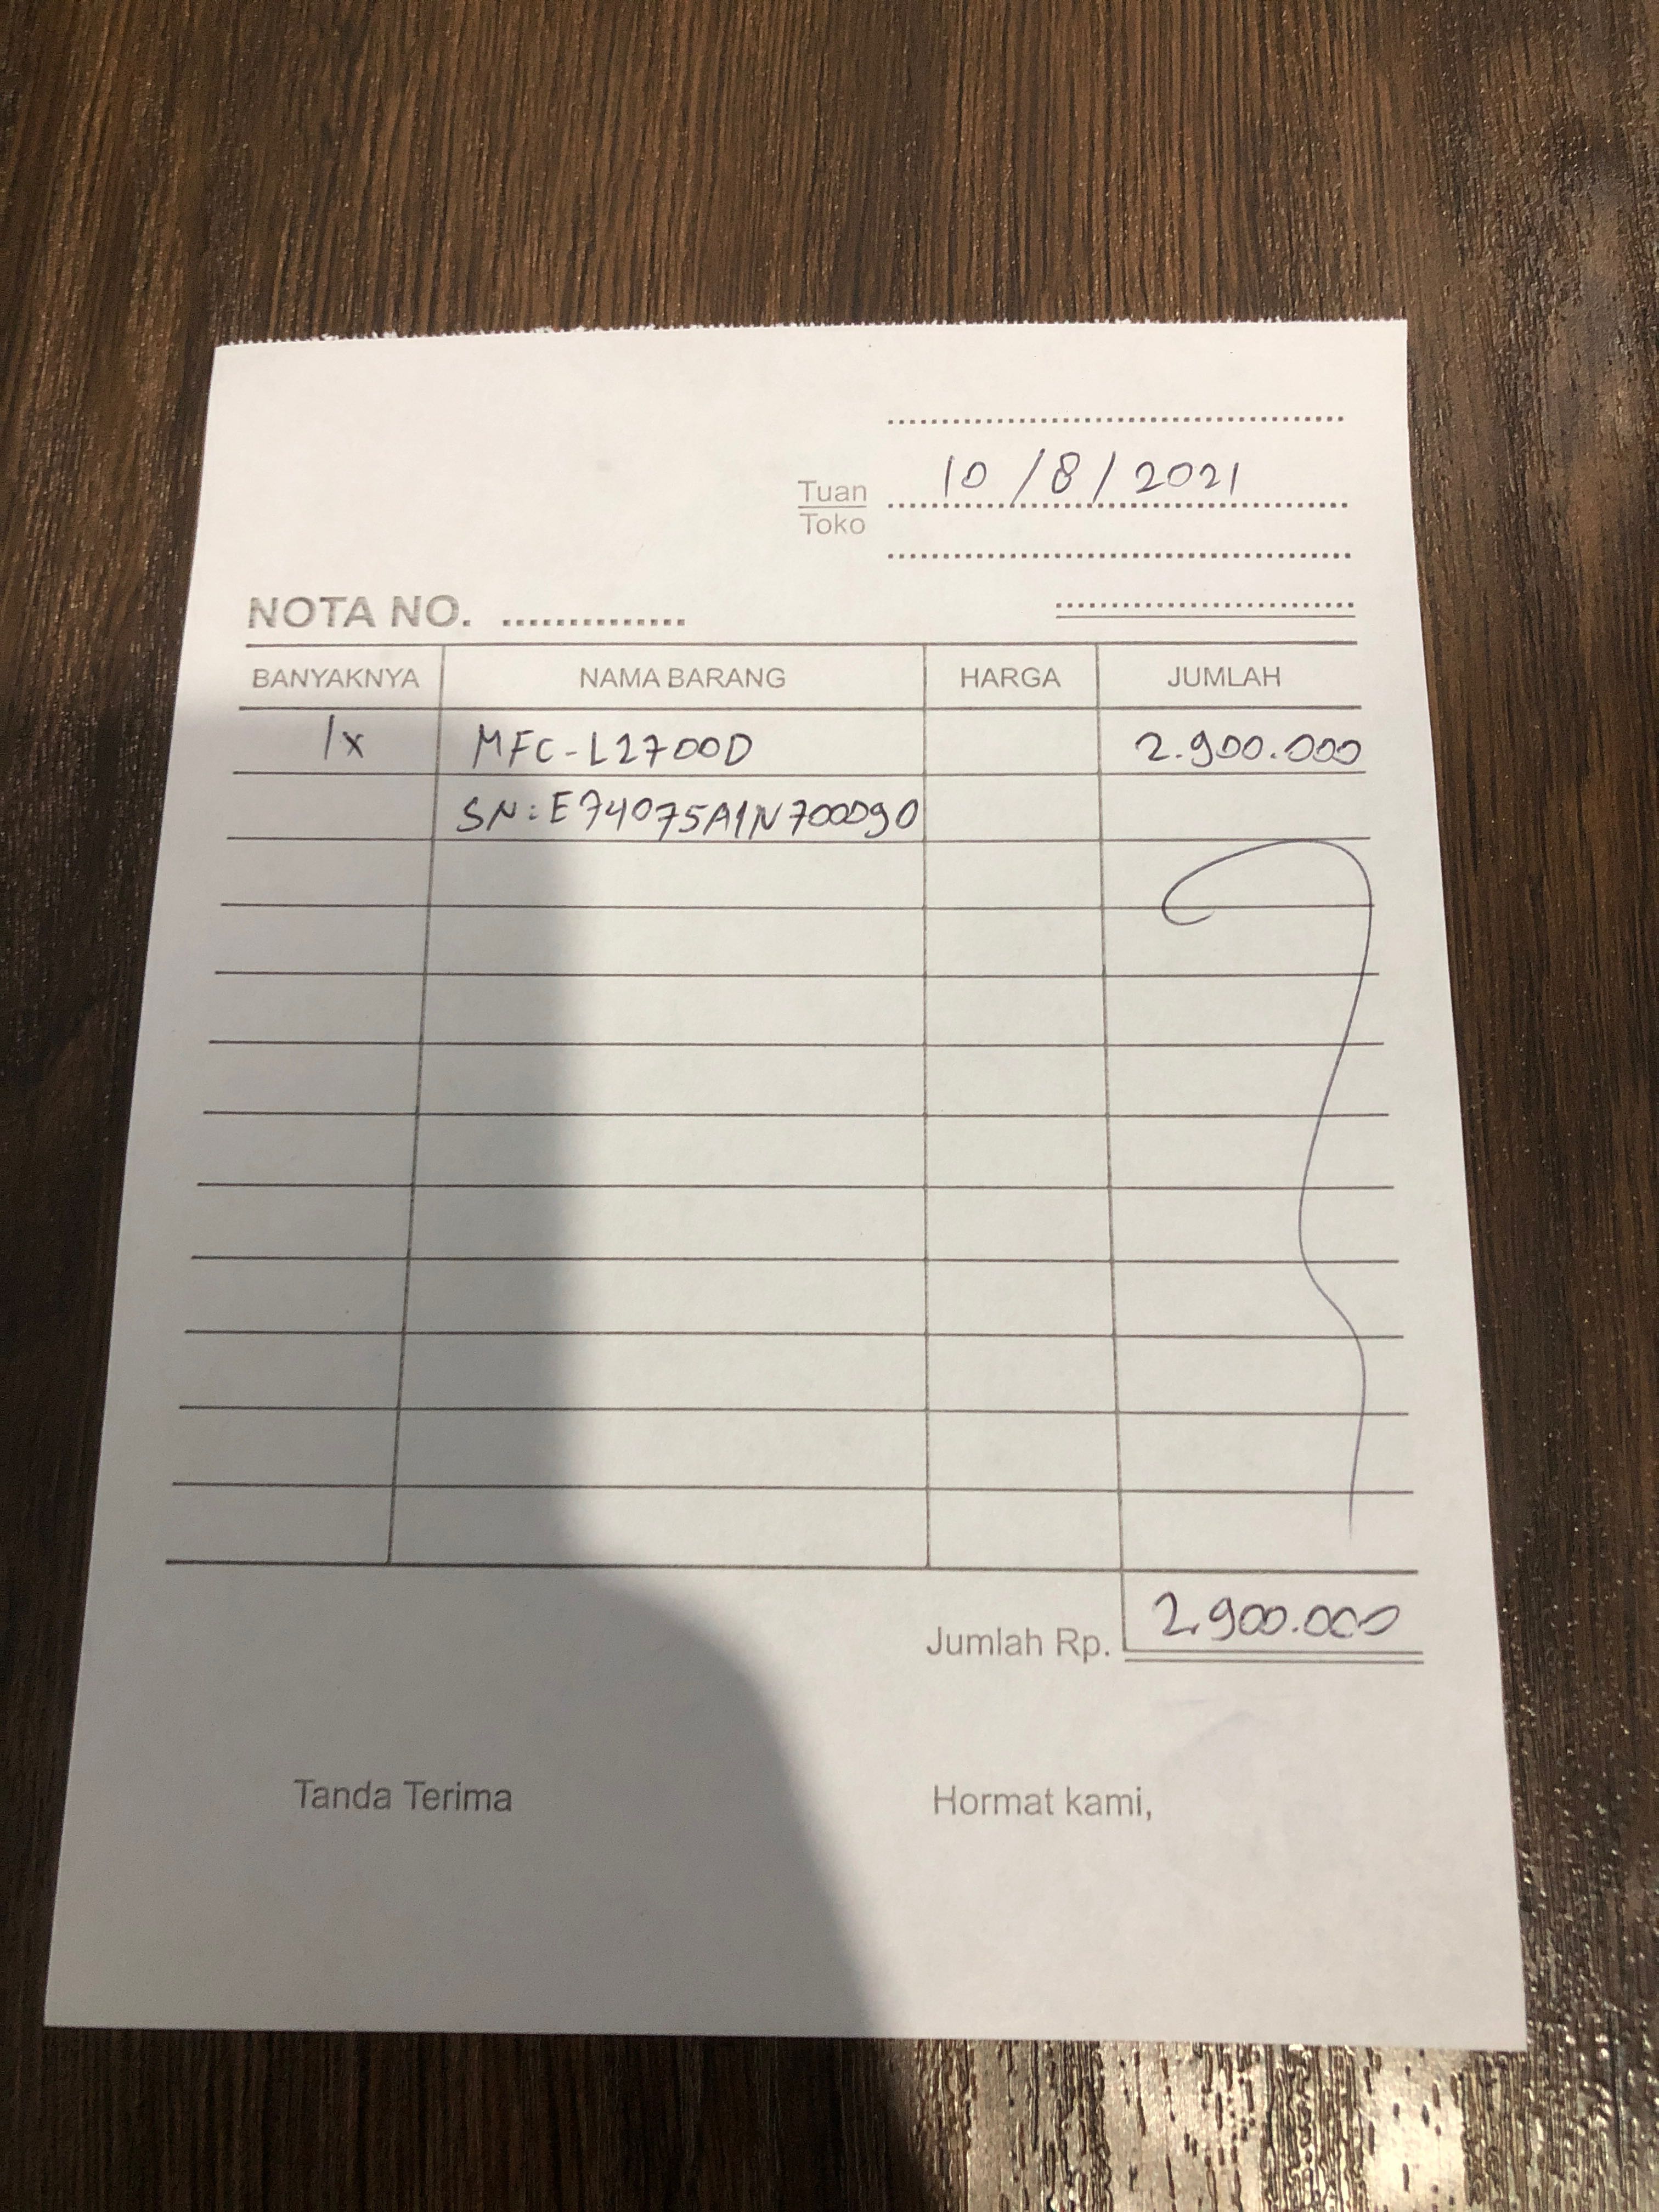 10/8/2021
Tuan
Toko
NOTA NO. ..............
BANYAKNYA NAMA BARANG HARGA JUMLAH
1x MFC-L2700D 2.900.000
SN: E74075A1N700090
Jumlah Rp. 2.900.000
Tanda Terima Hormat kami,